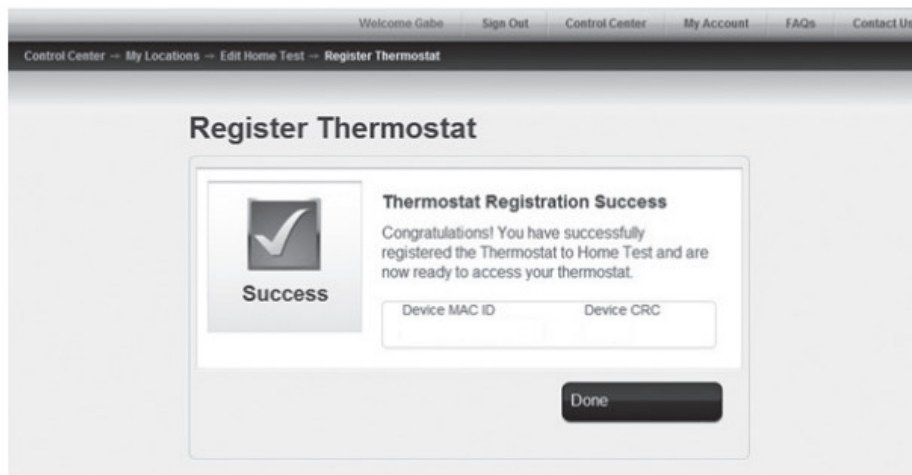 Welcome Gabe Sign Out Control Center My Account FAQs Contact Us
Control Center → My Locations → Edit Home Test → Register Thermostat
Register Thermostat
Success
Thermostat Registration Success
Congratulations! You have successfully
registered the Thermostat to Home Test and are
now ready to access your thermostat.
Device MAC ID Device CRC
Done